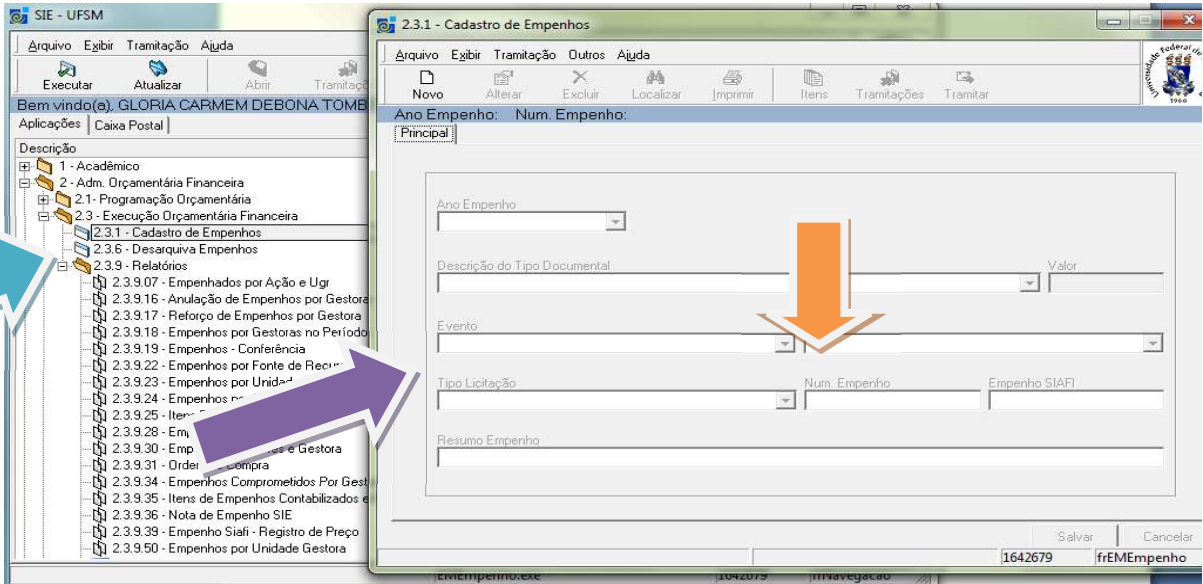 SIE - UFSM
Arquivo Exibir Tramitação Ajuda
Executar Atualizar Abrir
Bem vindo(a), GLORIA CARMEM DEBONA TOMB
Aplicações Caixa Postal
Descrição
1 - Acadêmico
2 - Adm. Orçamentária Financeira
2.1- Programação Orçamentária
2.3 - Execução Orçamentária Financeira
2.3.1 - Cadastro de Empenhos
2.3.6 - Desarquiva Empenhos
2.3.9 - Relatórios
2.3.9.07 - Empenhados por Ação e Ugr
2.3.9.16 - Anulação de Empenhos por Gestora
2.3.9.17 - Reforço de Empenhos por Gestora
2.3.9.18 - Empenhos por Gestoras no Período
2.3.9.19 - Empenhos - Conferência
2.3.9.22 - Empenhos por Fonte de
2.3.9.23 - Empenhos por
2.3.9.24 - Empenhos
2.3.9.25 -
2.3.9.28 -
2.3.9.30 - e Gestora
2.3.9.31 - Compra
2.3.9.34 - Empenhos Comprometidos Por Gest
2.3.9.35 - Itens de Empenhos Contabilizados e
2.3.9.36 - Nota de Empenho SIE
2.3.9.39 - Empenho Siafi - Registro de Preço
2.3.9.50 - Empenhos por Unidade Gestora
2.3.1 - Cadastro de Empenhos
Arquivo Exibir Tramitação Outros Ajuda
Novo Alterar Excluir Localizar Imprimir Itens Tramitações Tramitar
Ano Empenho: Num. Empenho:
Principal
Ano Empenho
Descrição do Tipo Documental Valor
Evento
Tipo Licitação Num. Empenho Empenho SIAFI
Resumo Empenho
Salvar Cancelar
1642679 frEMEmpenho
EMEmpenho.exe 1642679 frNavegacao